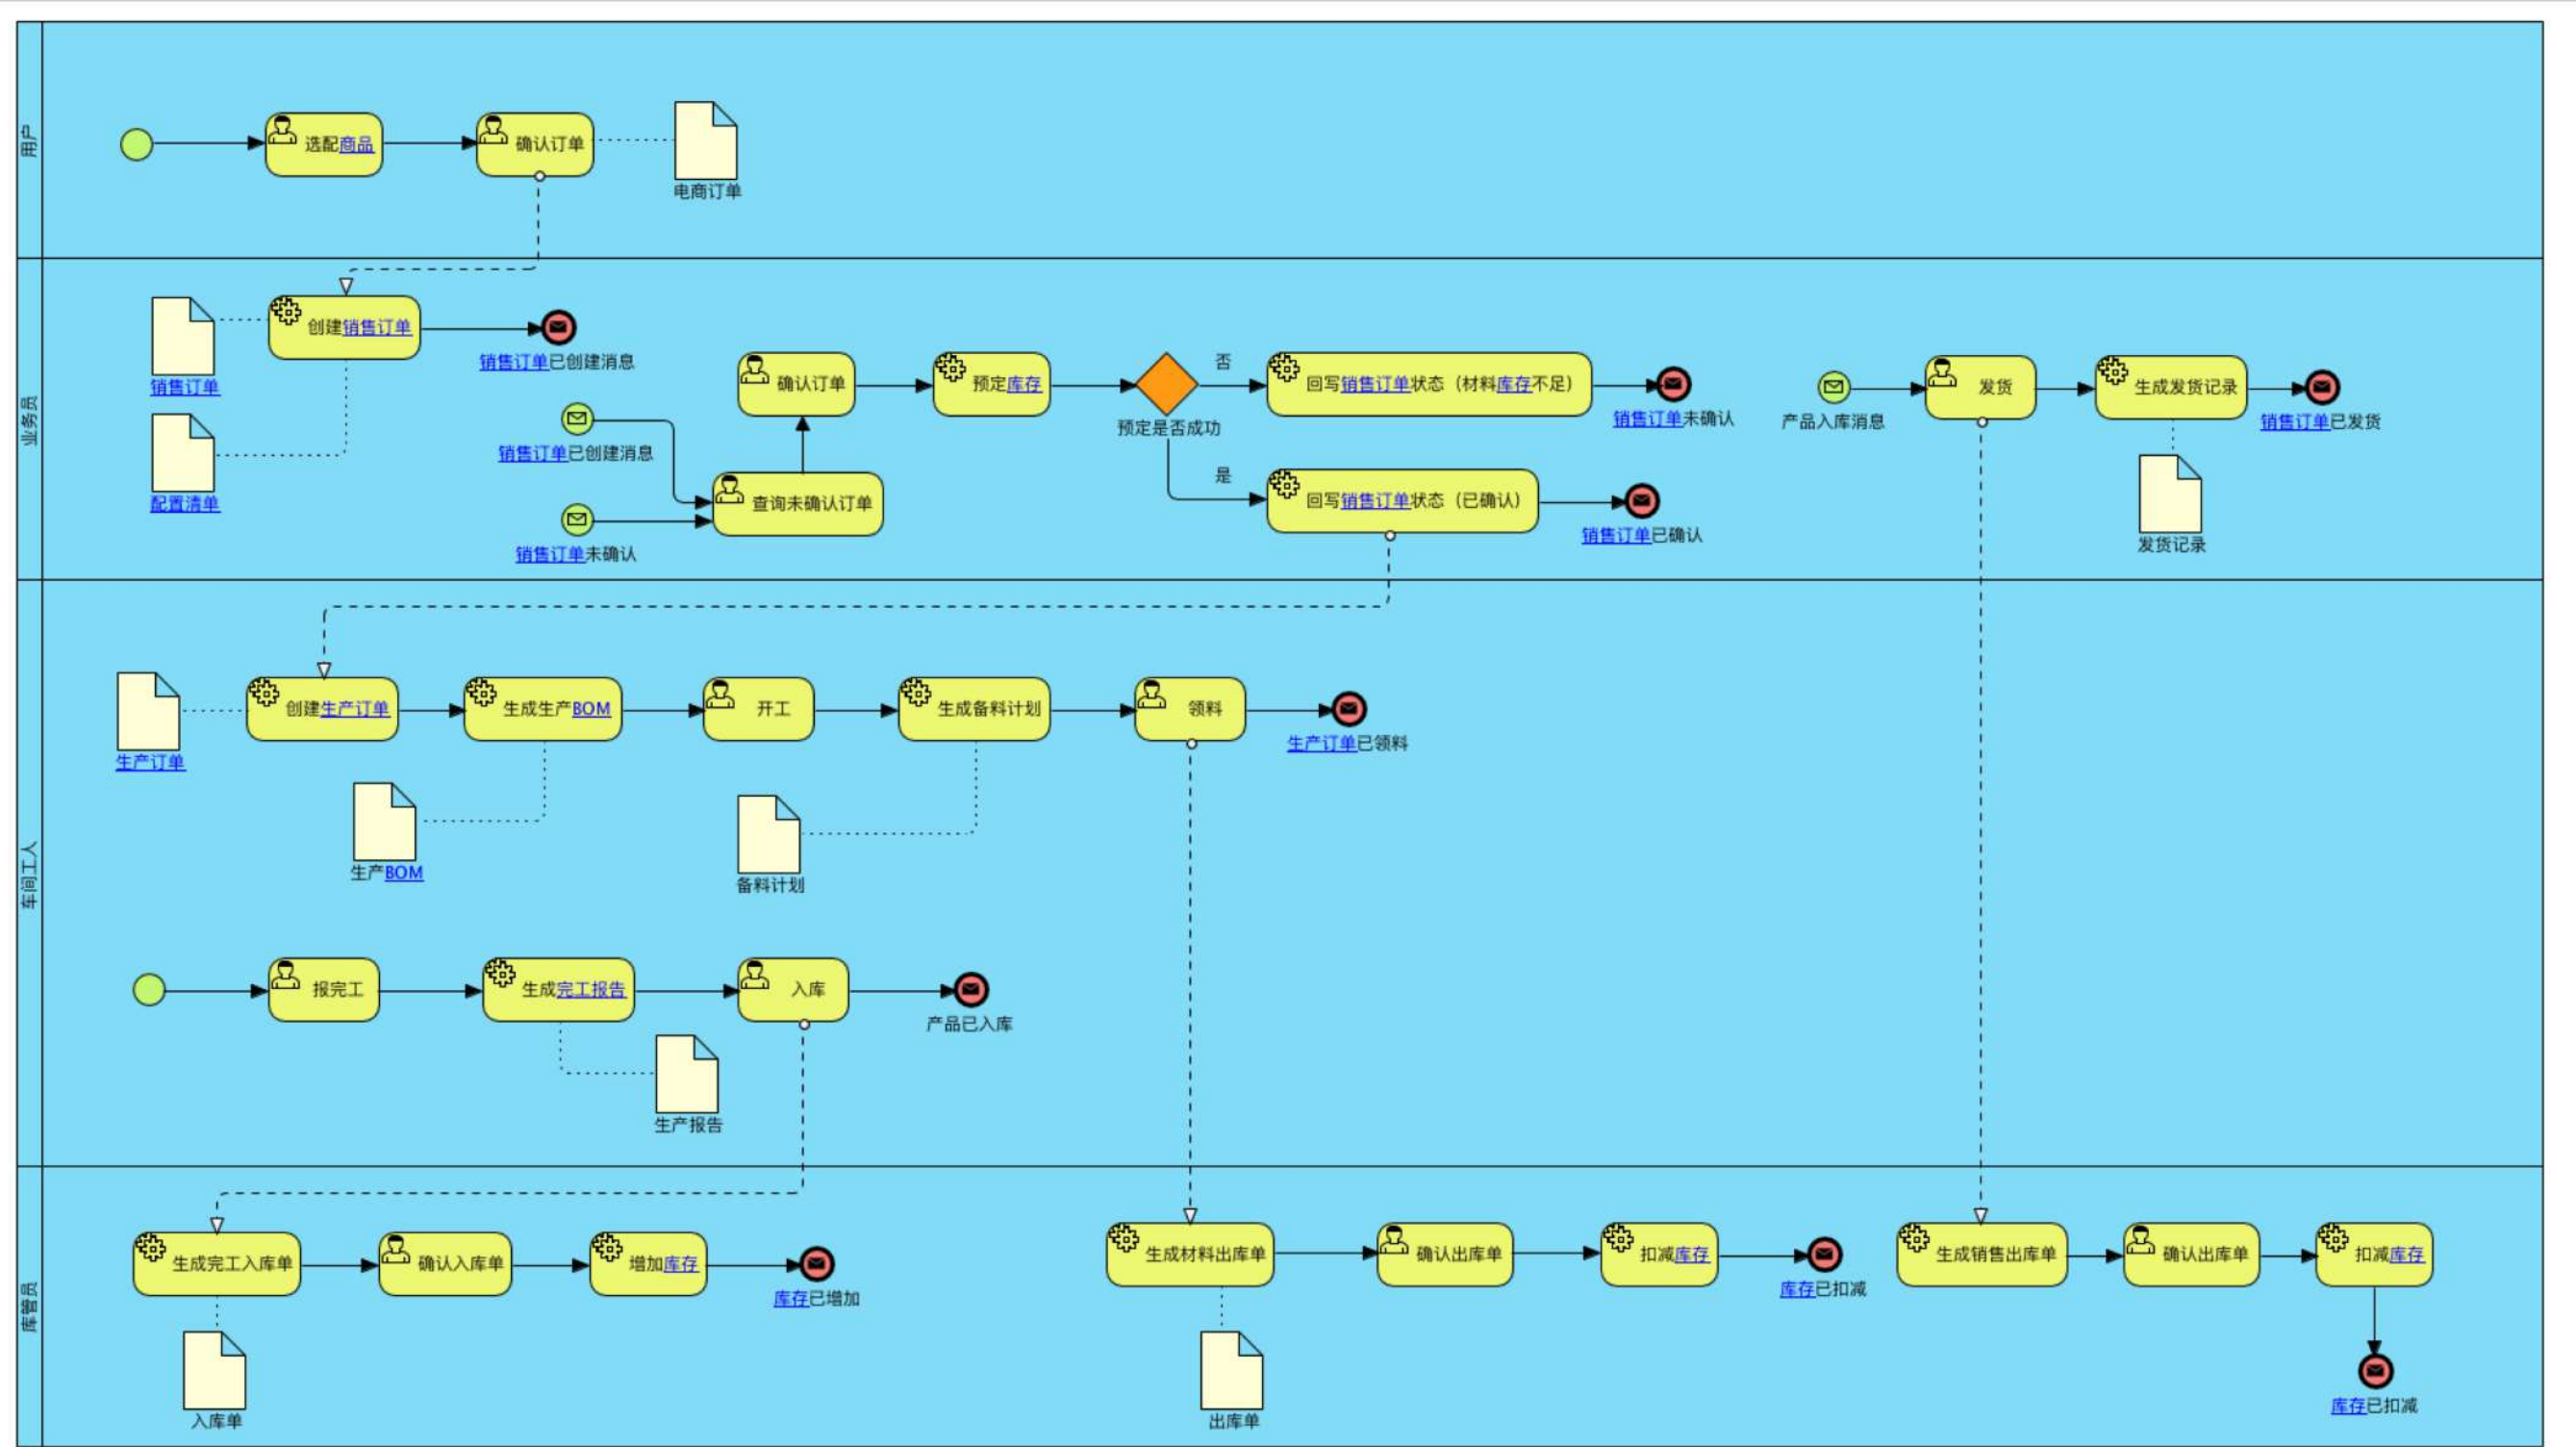 用户
选配商品
确认订单
电商订单
业务员
创建销售订单
销售订单
配置清单
销售订单已创建消息
销售订单已创建消息
销售订单未确认
查询未确认订单
确认订单
预定库存
预定是否成功
否
回写销售订单状态（材料库存不足）
销售订单未确认
是
回写销售订单状态（已确认）
销售订单已确认
产品入库消息
发货
生成发货记录
销售订单已发货
发货记录
车间工人
创建生产订单
生产订单
生成生产BOM
生产BOM
开工
生成备料计划
备料计划
领料
生产订单已领料
报完工
生成完工报告
生产报告
入库
产品已入库
库管员
生成完工入库单
入库单
确认入库单
增加库存
库存已增加
生成材料出库单
出库单
确认出库单
扣减库存
库存已扣减
生成销售出库单
确认出库单
扣减库存
库存已扣减